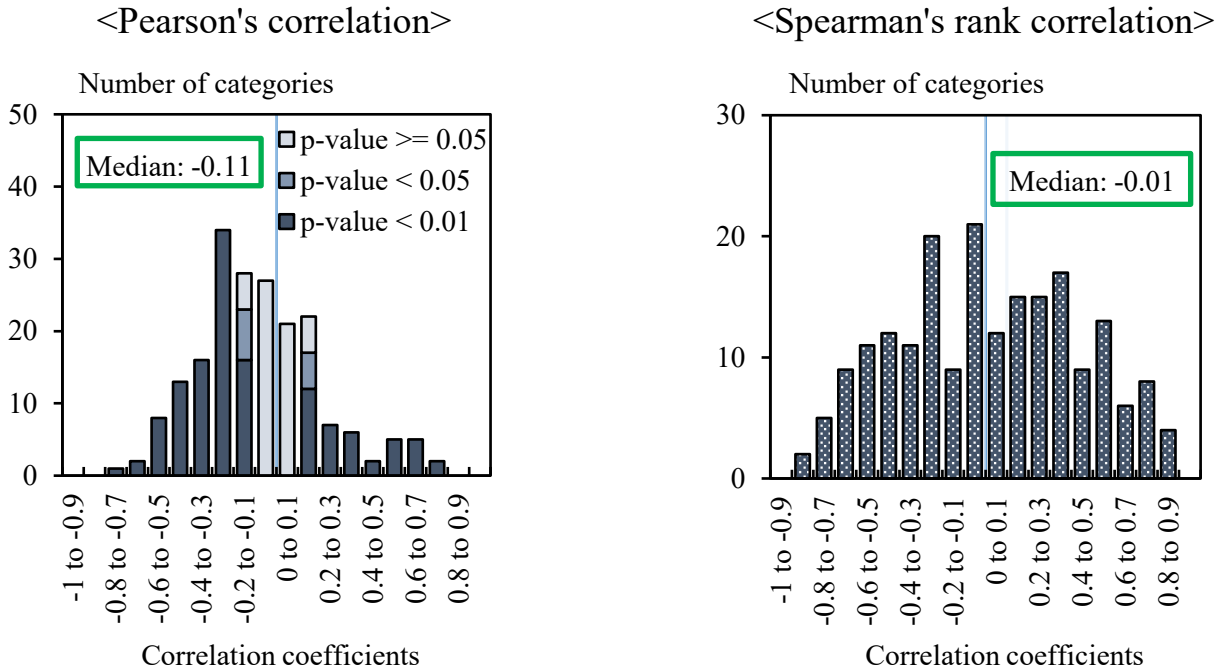 <Pearson's correlation>
Number of categories
50
40
30
20
10
0
Median: -0.11
p-value >= 0.05
p-value < 0.05
p-value < 0.01
-1 to -0.9
-0.8 to -0.7
-0.6 to -0.5
-0.4 to -0.3
-0.2 to -0.1
0 to 0.1
0.2 to 0.3
0.4 to 0.5
0.6 to 0.7
0.8 to 0.9
Correlation coefficients
<Spearman's rank correlation>
Number of categories
30
20
10
0
Median: -0.01
-1 to -0.9
-0.8 to -0.7
-0.6 to -0.5
-0.4 to -0.3
-0.2 to -0.1
0 to 0.1
0.2 to 0.3
0.4 to 0.5
0.6 to 0.7
0.8 to 0.9
Correlation coefficients